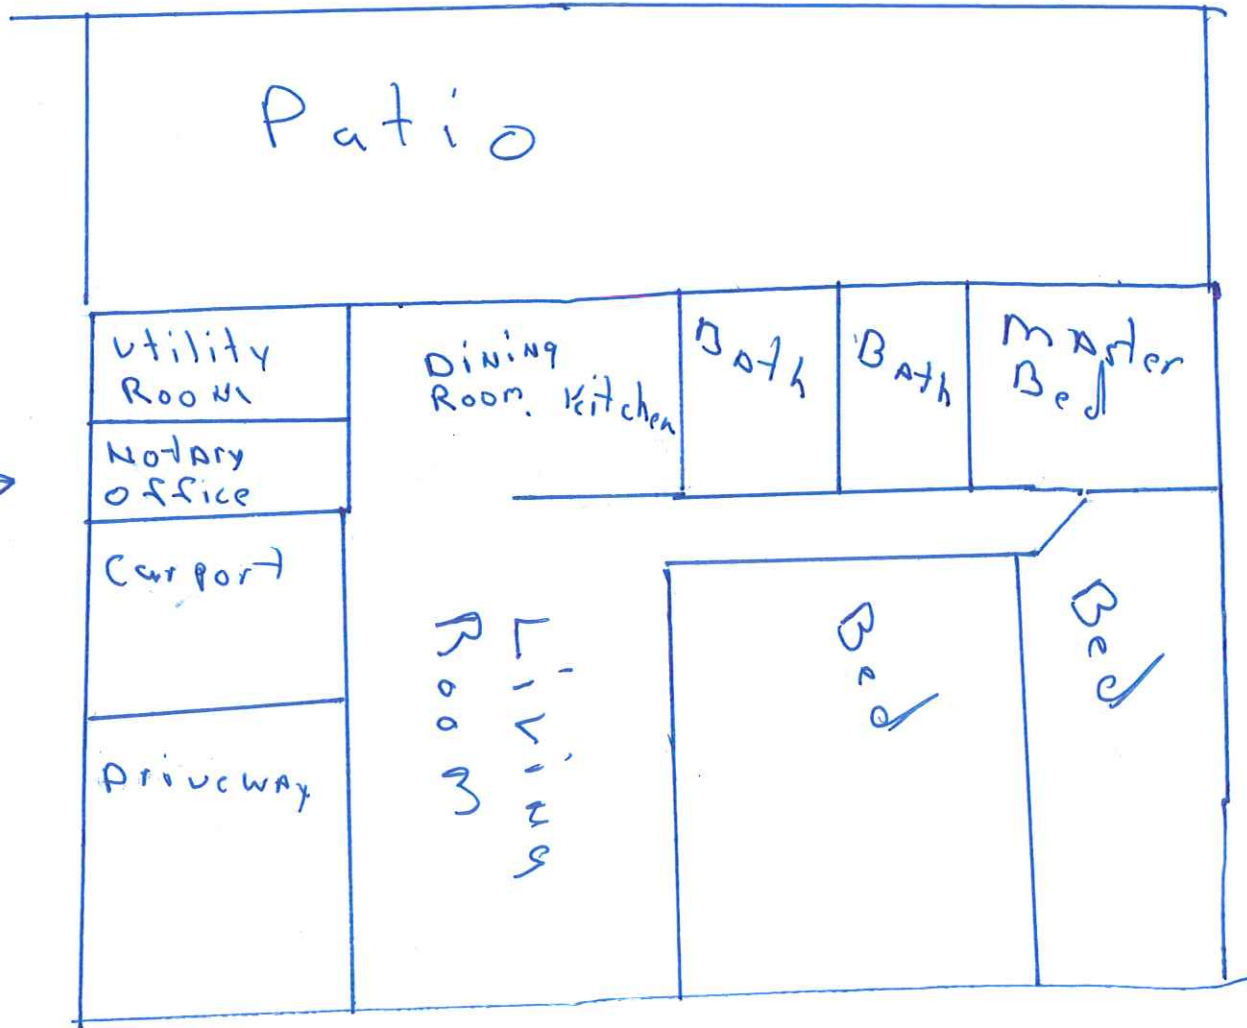 Patio
Utility
Room
Dining
Room. Kitchen
Bath
Bath
Master
Bed
Notary
Office
Carport
Living
Room
Bed
Bed
Driveway